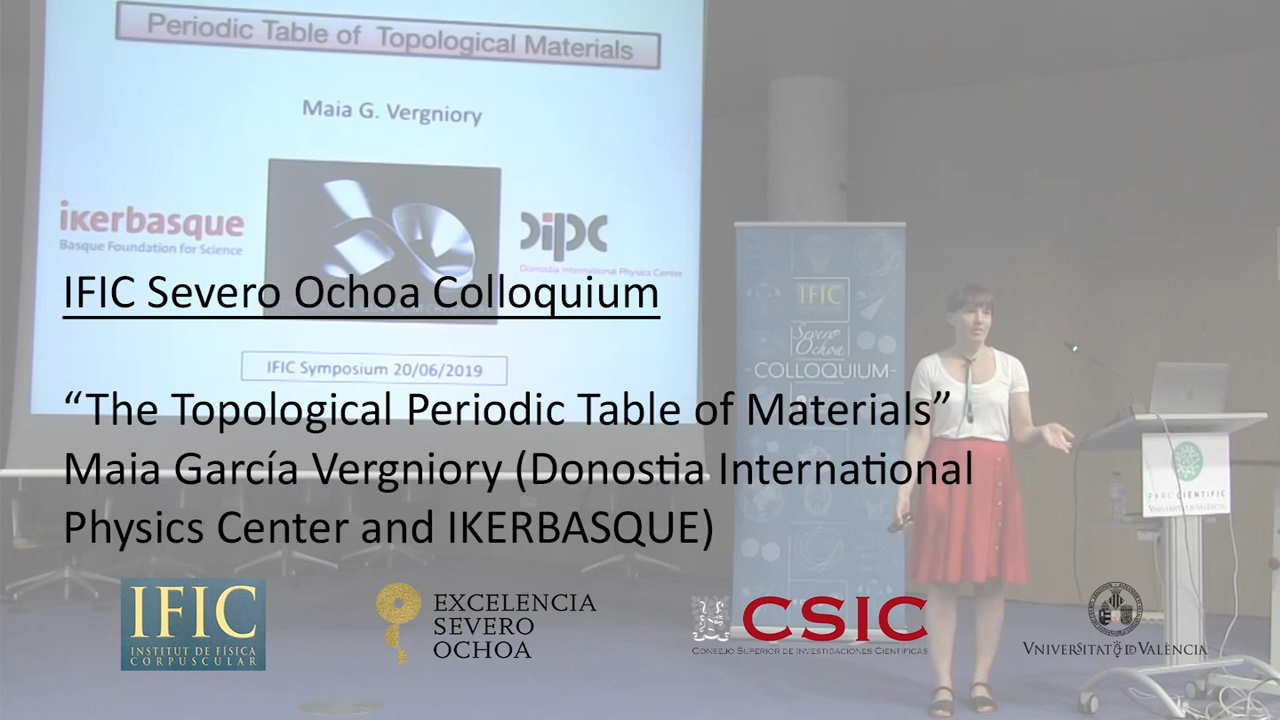 Periodic Table of Topological Materials
Maia G. Vergniory
ikerbasque
Basque Foundation for Science
dipc
Donostia International Physics Center
IFIC Severo Ochoa Colloquium
IFIC Symposium 20/06/2019
“The Topological Periodic Table of Materials”
Maia García Vergniory (Donostia International
Physics Center and IKERBASQUE)
IFIC
Severo
Ochoa
-COLLOQUIUM-
PARC CIENTIFIC
VNIVERSITAT D VALÈNCIA
IFIC
INSTITUT DE FÍSICA
CORPUSCULAR
EXCELENCIA
SEVERO
OCHOA
CSIC
CONSEJO SUPERIOR DE INVESTIGACIONES CIENTÍFICAS
VNIVERSITAT ID VALÈNCIA